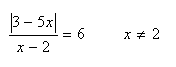 |3 − 5x| / (x − 2) = 6    x ≠ 2